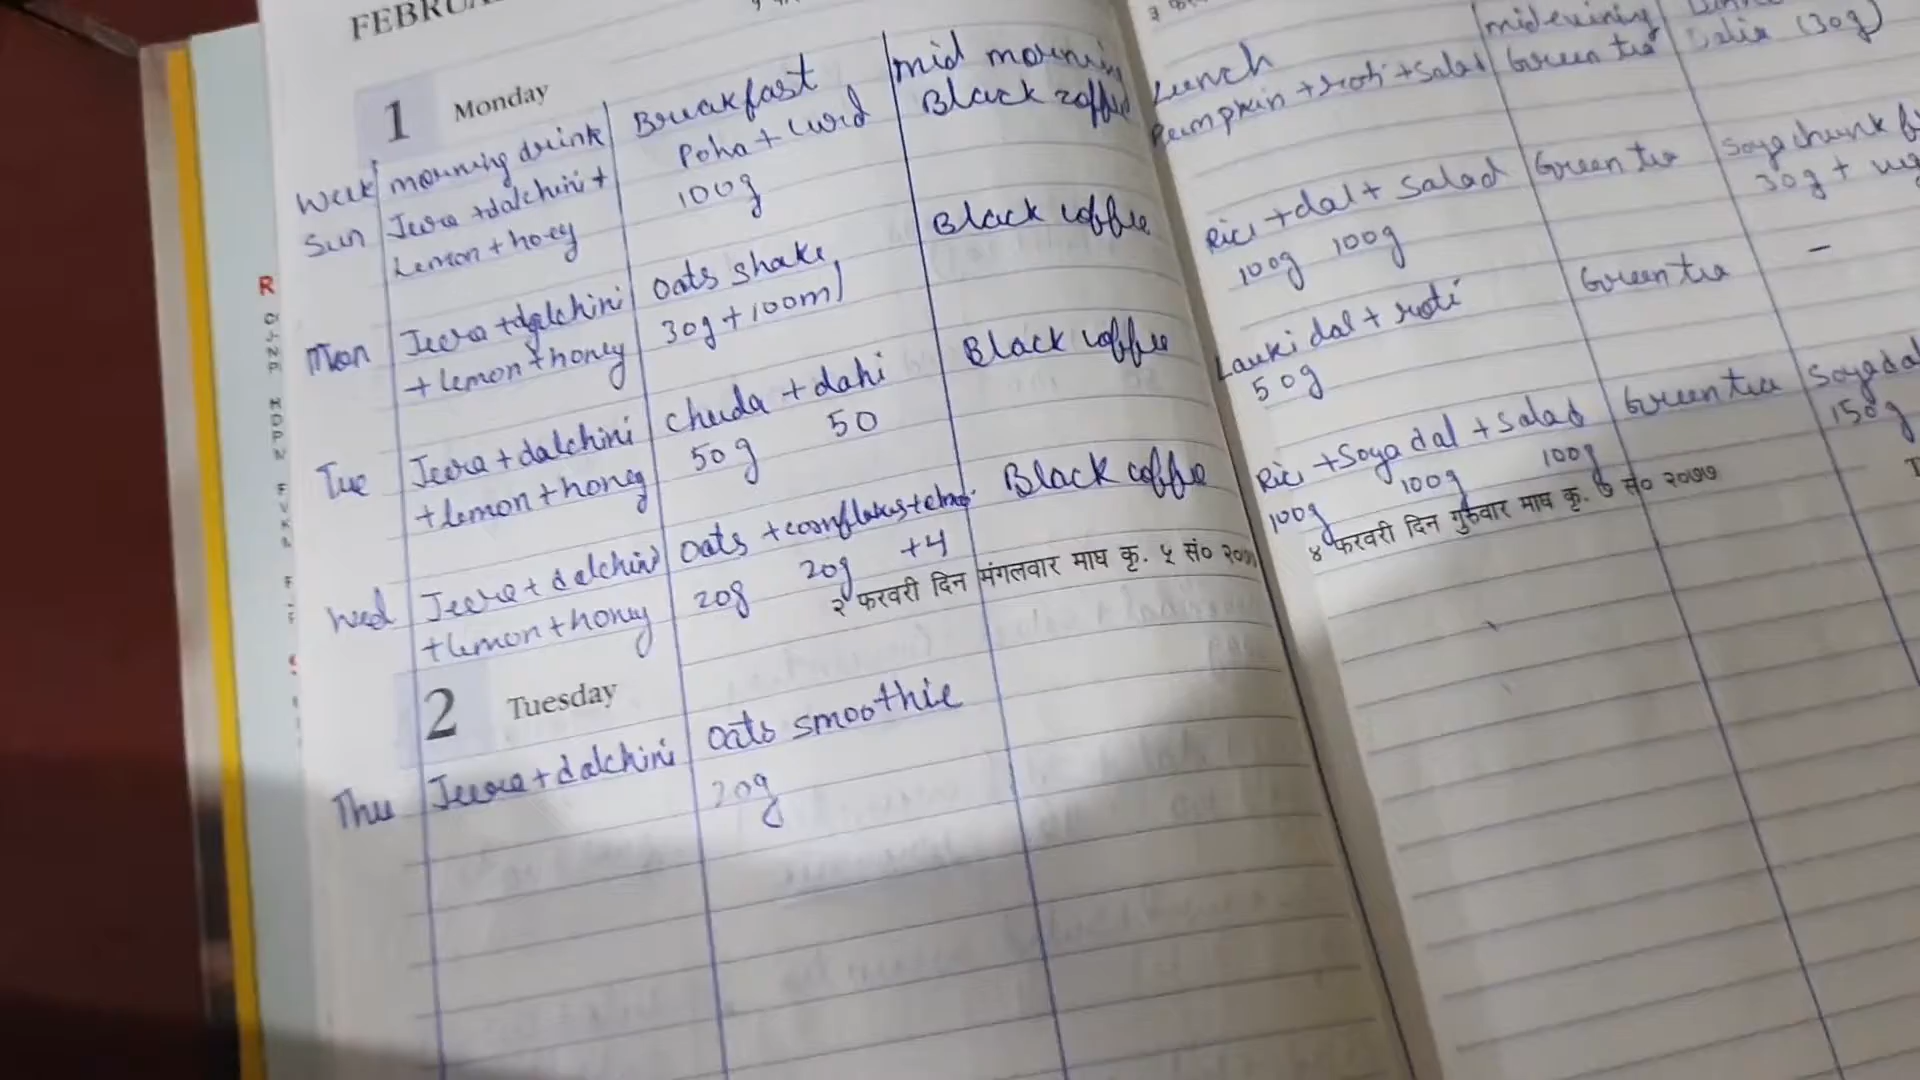 FEBRU
1 Monday
Week morning drink Breakfast mid morning
Sun Jeera + dalchini + Poha + Curd Black coffee
Lemon + honey 100g
Mon Jeera + dalchini oats shake Black coffee
+ lemon + honey 30g + 100ml
Tue Jeera + dalchini chuda + dahi Black coffee
+ lemon + honey 50g 50
Wed Jeera + dalchini oats + cornflakes + Black coffee
+ lemon + honey 20g 20g +4
२ फरवरी दिन मंगलवार माघ कृ. ५ सं० २०७
2 Tuesday
Thu Jeera + dalchini oats smoothie
20g
Lunch midevining
Pumpkin + roti + salad Green tea Dalia (30g)
Rice + dal + salad Green tea Soya chunk
100g 100g 30g +
Lauki dal + roti Green tea –
50g
Rice + Soya dal + salad Green tea Soya dal
100g 100g 100g 150g
४ फरवरी दिन गुरुवार माघ कृ. ७ सं० २०७७